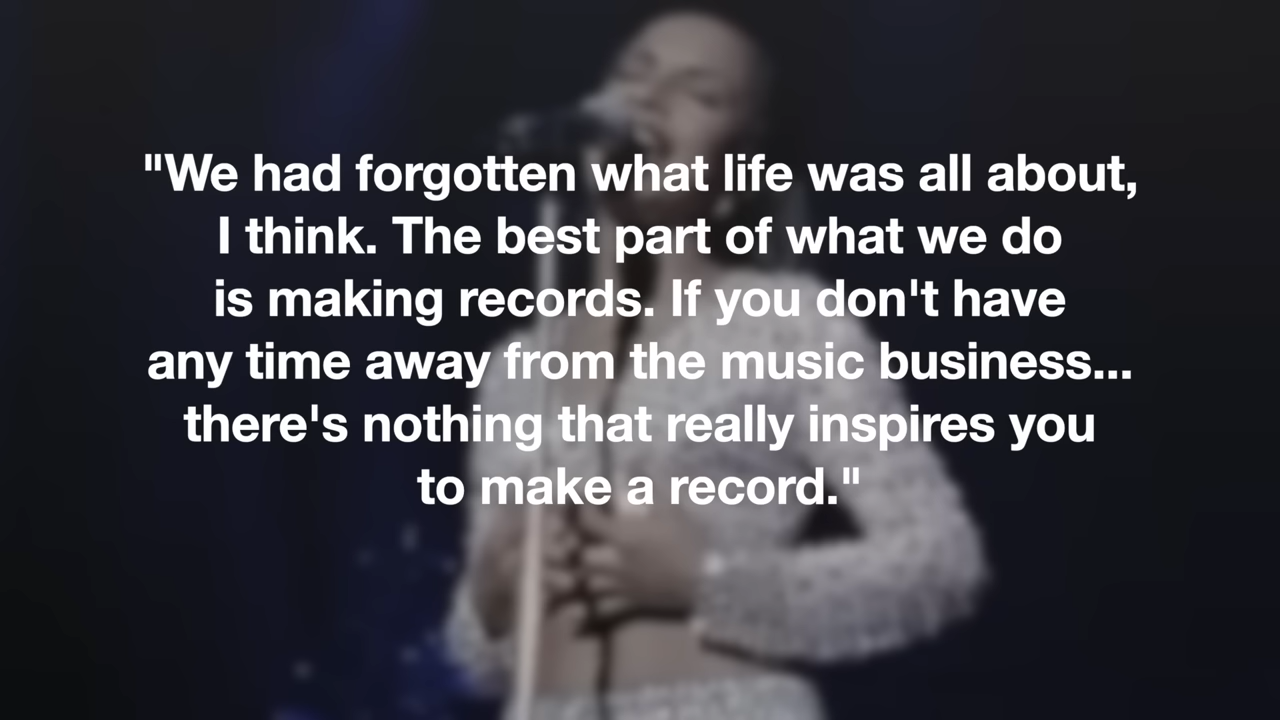 "We had forgotten what life was all about,
I think. The best part of what we do
is making records. If you don't have
any time away from the music business...
there's nothing that really inspires you
to make a record."